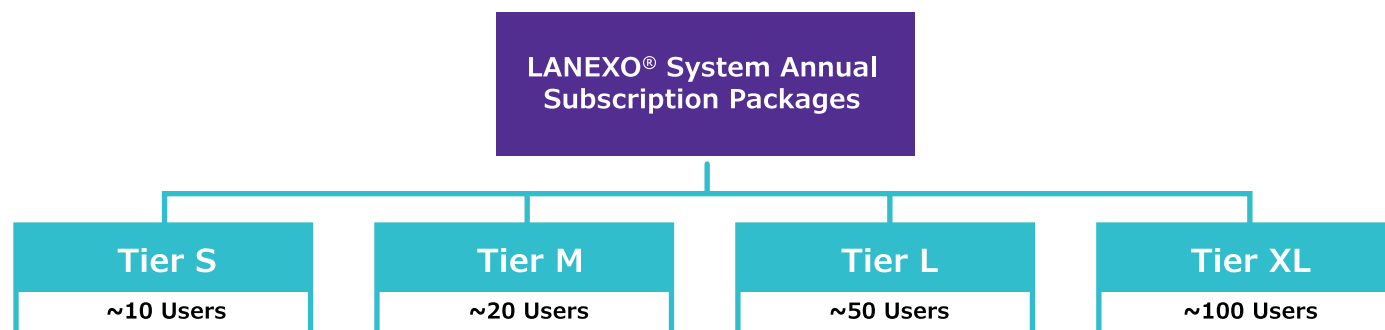 LANEXO® System Annual
Subscription Packages
Tier S
Tier M
Tier L
Tier XL
~10 Users
~20 Users
~50 Users
~100 Users